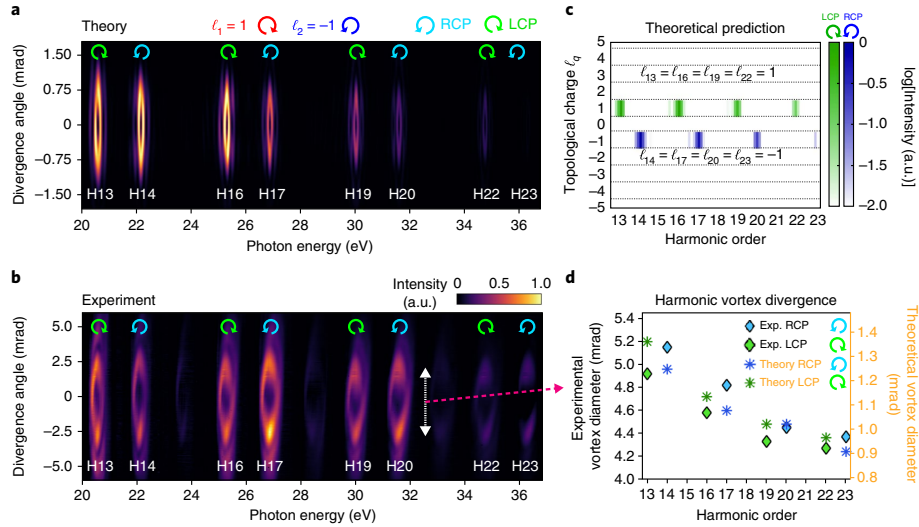 a
Theory
ℓ1 = 1
ℓ2 = −1
RCP
LCP
Divergence angle (mrad)
1.50
0.75
0
−0.75
−1.50
H13 H14 H16 H17 H19 H20 H22 H23
20 22 24 26 28 30 32 34 36
Photon energy (eV)
b
Experiment
Intensity (a.u.)
0 0.5 1.0
Divergence angle (mrad)
5.0
2.5
0
−2.5
−5.0
H13 H14 H16 H17 H19 H20 H22 H23
20 22 24 26 28 30 32 34 36
Photon energy (eV)
c
Theoretical prediction
LCP RCP
Topological charge ℓq
5
4
3
2
1
0
−1
−2
−3
−4
−5
ℓ13 = ℓ16 = ℓ19 = ℓ22 = 1
ℓ14 = ℓ17 = ℓ20 = ℓ23 = −1
13 14 15 16 17 18 19 20 21 22 23
Harmonic order
0
−0.5
−1.0
−1.5
−2.0
log[Intensity (a.u.)]
d
Harmonic vortex divergence
Experimental
vortex diameter (mrad)
5.4
5.2
5.0
4.8
4.6
4.4
4.2
4.0
Exp. RCP
Exp. LCP
Theory RCP
Theory LCP
1.4
1.3
1.2
1.1
1.0
0.9
0.8
Theoretical vortex diameter
(mrad)
13 14 15 16 17 18 19 20 21 22 23
Harmonic order